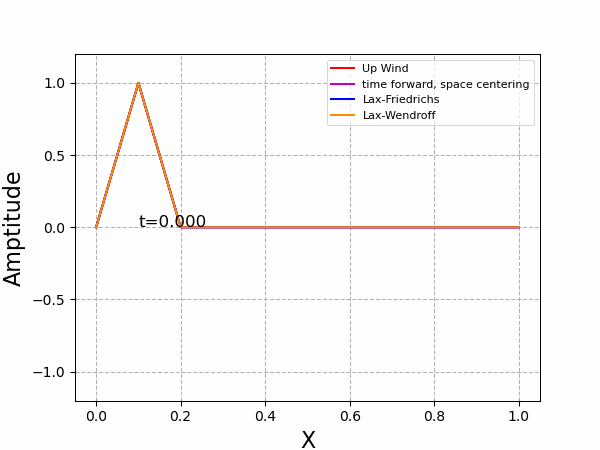 Up Wind
time forward, space centering
Lax-Friedrichs
Lax-Wendroff
1.0
0.5
0.0
−0.5
−1.0
Amptitude
t=0.000
0.0 0.2 0.4 0.6 0.8 1.0
X